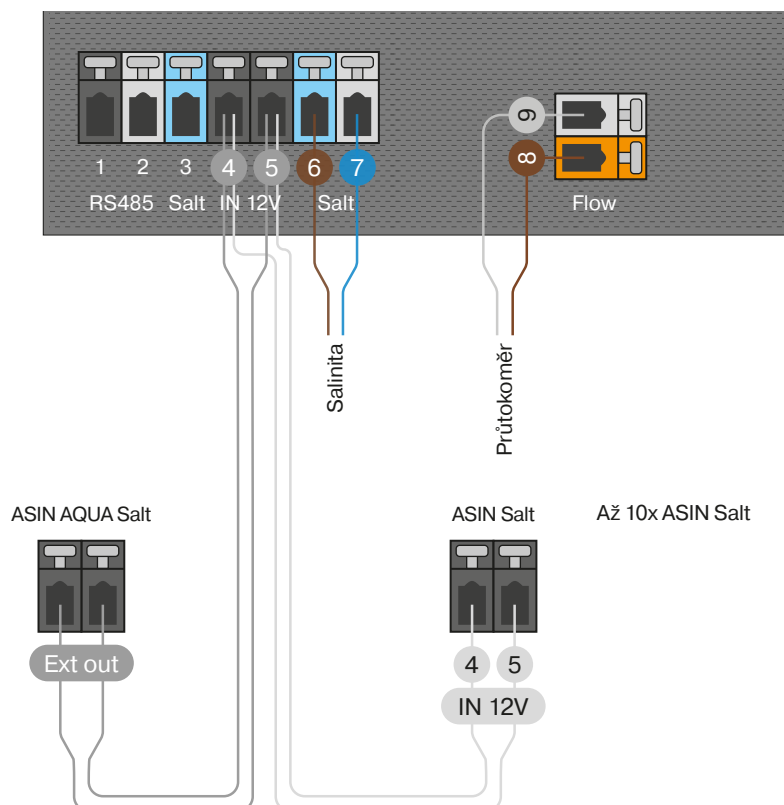 1 2 3 4 5 6 7
RS485 Salt IN 12V Salt
9
8
Flow
Salinita
Průtokoměr
ASIN AQUA Salt
ASIN Salt
Až 10x ASIN Salt
Ext out
4 5
IN 12V